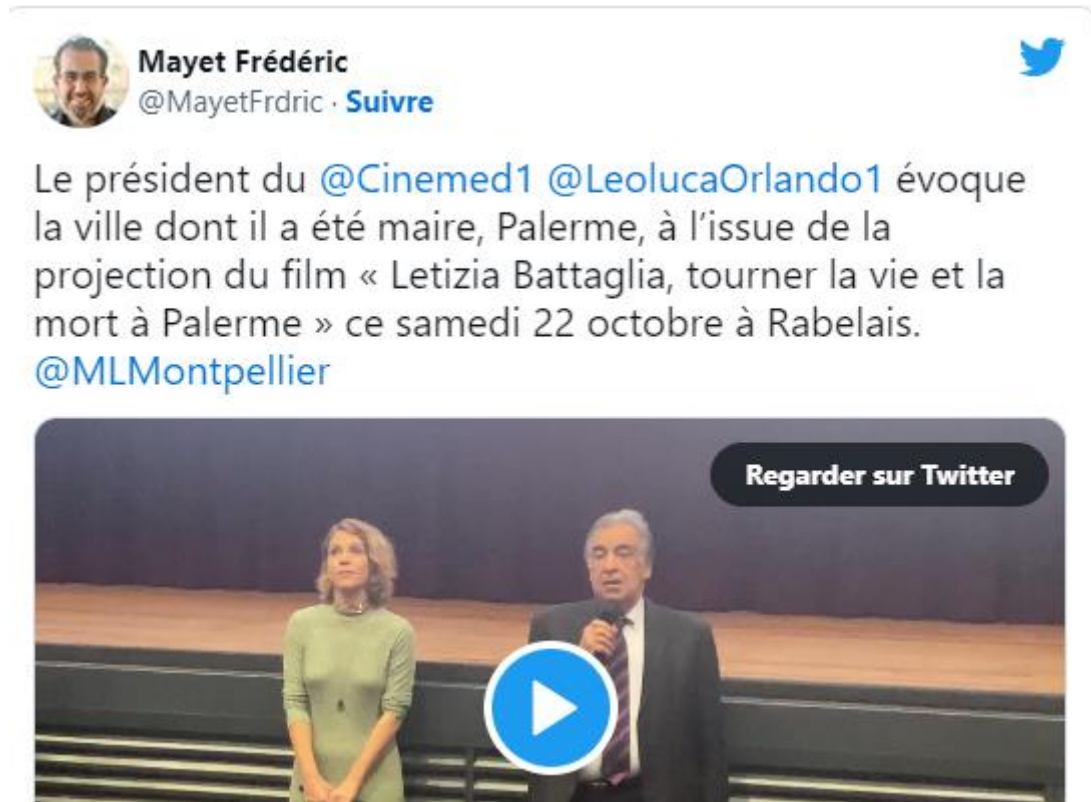 Mayet Frédéric
@MayetFrdric · Suivre
Le président du @Cinemed1 @LeolucaOrlando1 évoque
la ville dont il a été maire, Palerme, à l’issue de la
projection du film « Letizia Battaglia, tourner la vie et la
mort à Palerme » ce samedi 22 octobre à Rabelais.
@MLMontpellier
Regarder sur Twitter